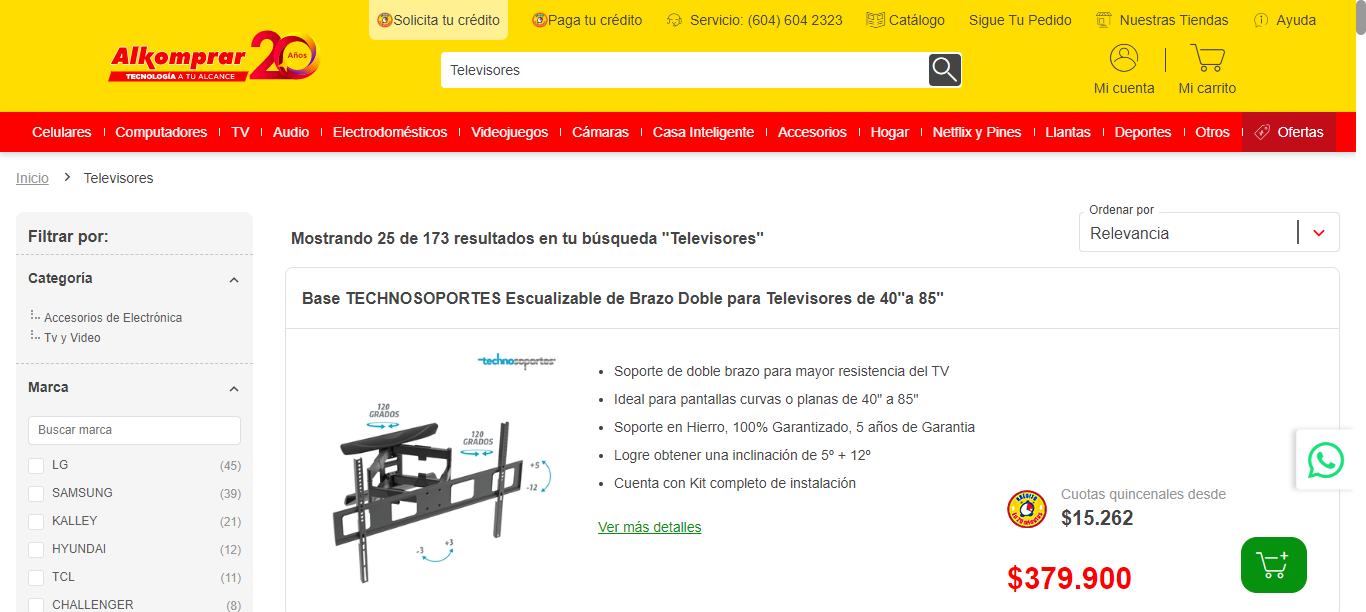 Solicita tu crédito
Paga tu crédito
Servicio: (604) 604 2323
Catálogo
Sigue Tu Pedido
Nuestras Tiendas
Ayuda
Alkomprar 20 Años
TECNOLOGÍA A TU ALCANCE
Televisores
Mi cuenta
Mi carrito
Celulares
Computadores
TV
Audio
Electrodomésticos
Videojuegos
Cámaras
Casa Inteligente
Accesorios
Hogar
Netflix y Pines
Llantas
Deportes
Otros
Ofertas
Inicio
Televisores
Filtrar por:
Categoría
Accesorios de Electrónica
Tv y Video
Marca
Buscar marca
LG (45)
SAMSUNG (39)
KALLEY (21)
HYUNDAI (12)
TCL (11)
CHALLENGER (8)
Mostrando 25 de 173 resultados en tu búsqueda "Televisores"
Ordenar por
Relevancia
Base TECHNOSOPORTES Escualizable de Brazo Doble para Televisores de 40"a 85"
technosoportes
120
GRADOS
120
GRADOS
+5
-12
-3
+3
Soporte de doble brazo para mayor resistencia del TV
Ideal para pantallas curvas o planas de 40" a 85"
Soporte en Hierro, 100% Garantizado, 5 años de Garantia
Logre obtener una inclinación de 5º + 12º
Cuenta con Kit completo de instalación
Ver más detalles
Cuotas quincenales desde
$15.262
$379.900